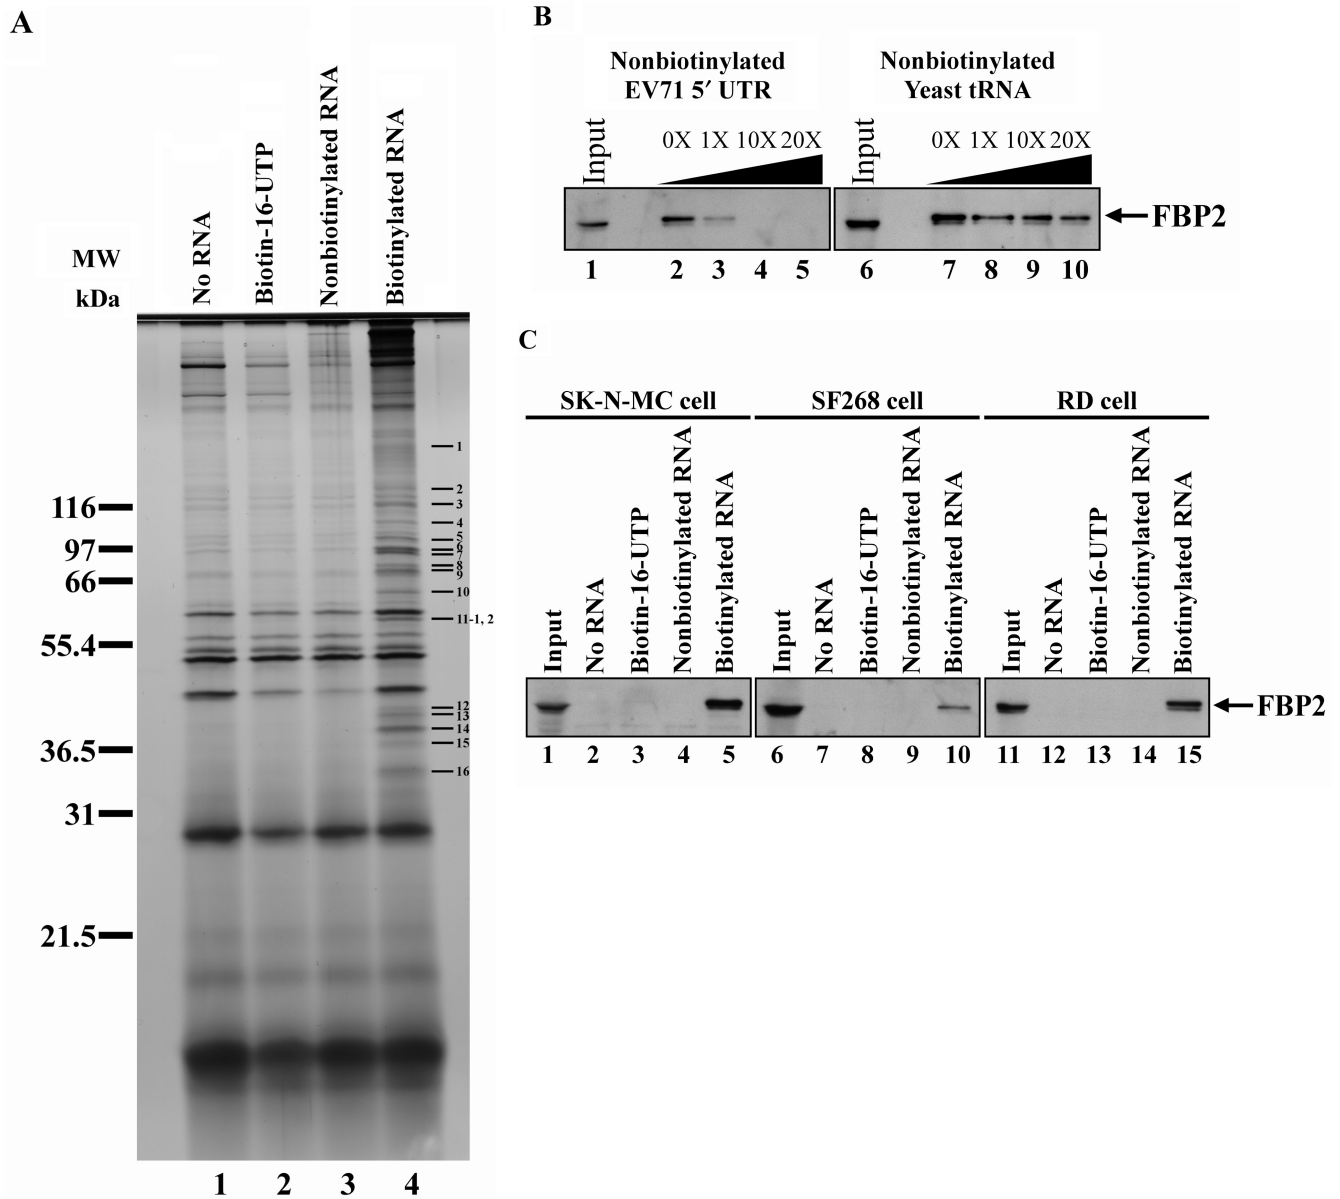 A
MW
kDa
No RNA
Biotin-16-UTP
Nonbiotinylated RNA
Biotinylated RNA
116
97
66
55.4
36.5
31
21.5
1
2
3
4
5
6
7
8
9
10
11-1, 2
12
13
14
15
16
1 2 3 4
B
Nonbiotinylated
EV71 5′ UTR
Nonbiotinylated
Yeast tRNA
Input
0X 1X 10X 20X
Input
0X 1X 10X 20X
FBP2
1 2 3 4 5 6 7 8 9 10
C
SK-N-MC cell
SF268 cell
RD cell
Input
No RNA
Biotin-16-UTP
Nonbiotinylated RNA
Biotinylated RNA
Input
No RNA
Biotin-16-UTP
Nonbiotinylated RNA
Biotinylated RNA
Input
No RNA
Biotin-16-UTP
Nonbiotinylated RNA
Biotinylated RNA
FBP2
1 2 3 4 5 6 7 8 9 10 11 12 13 14 15